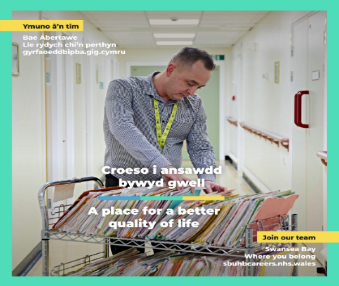 Ymuno â'n tîm
Bae Abertawe
Lle rydych chi'n perthyn
gyrfaoeddbipba.gig.cymru
Croeso i ansawdd
bywyd gwell
A place for a better
quality of life
Join our team
Swansea Bay
Where you belong
sbuhbcareers.nhs.wales